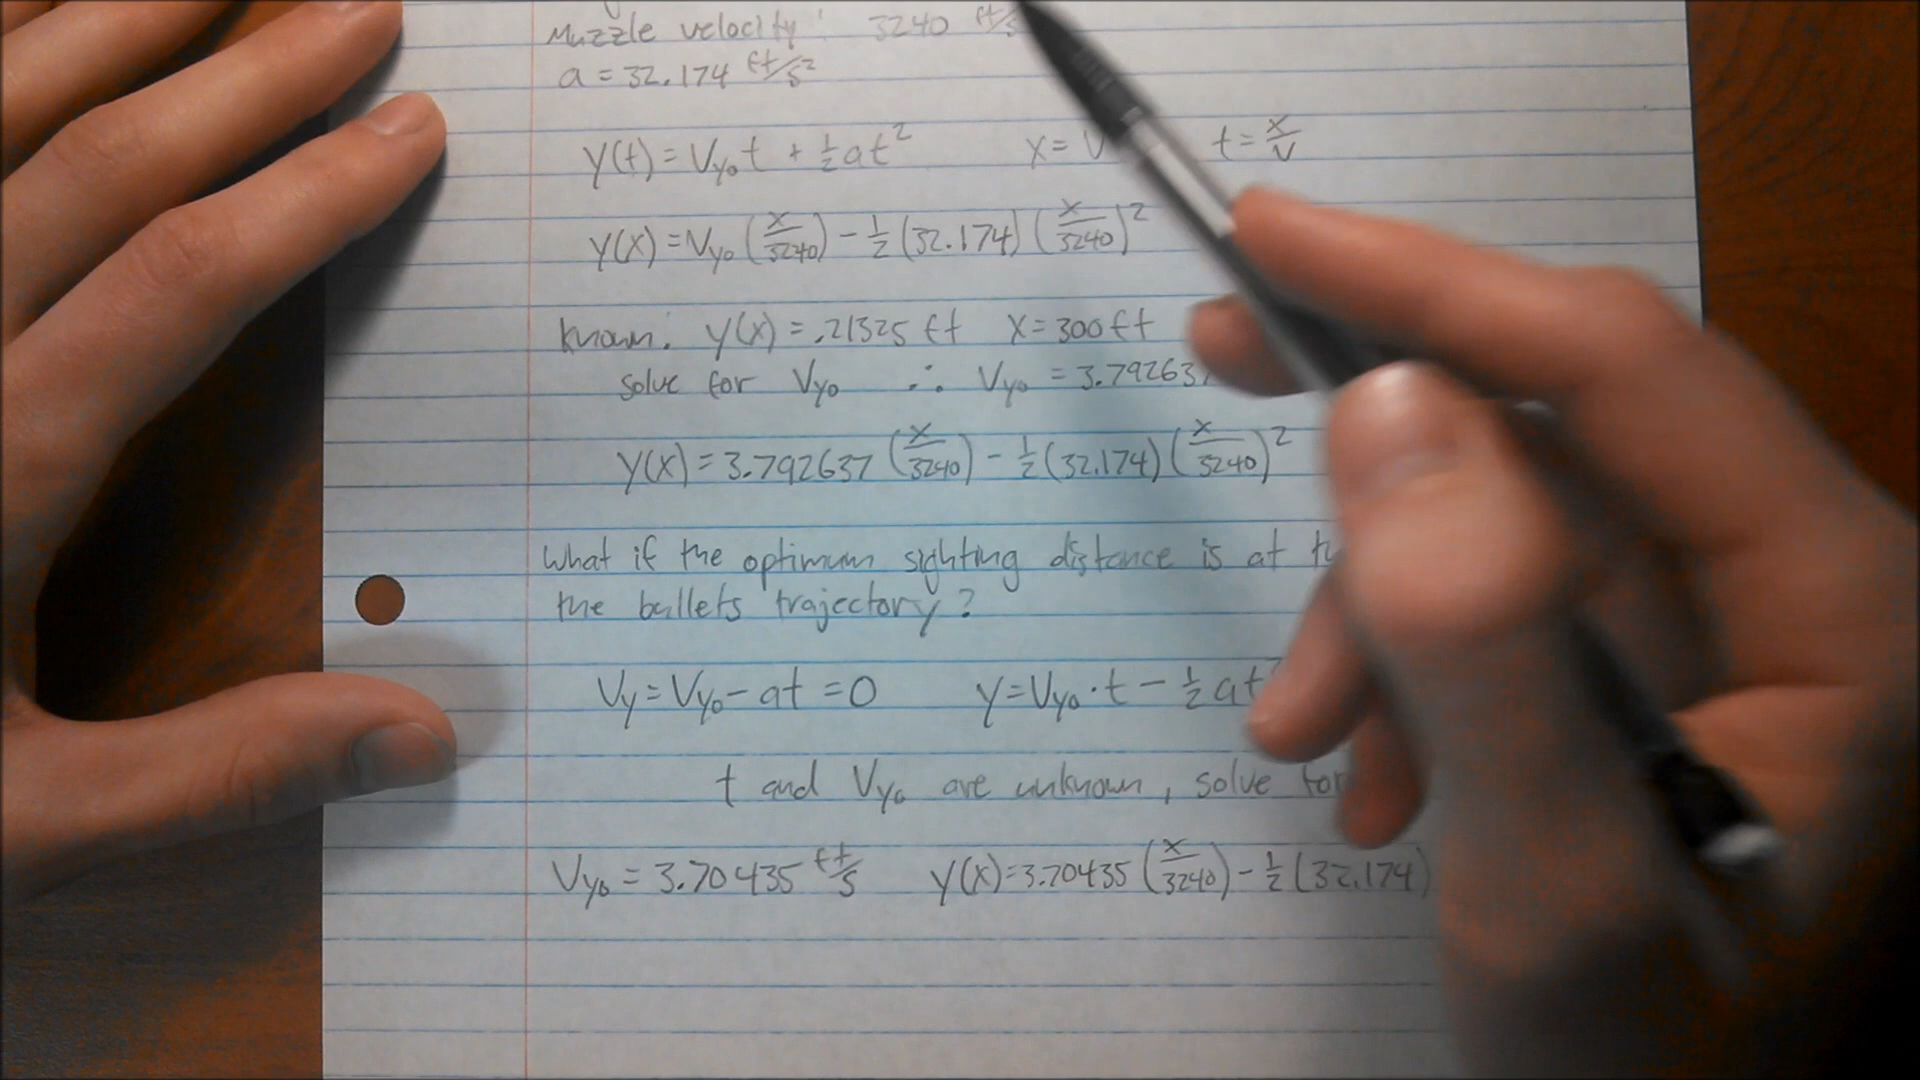 Muzzle velocity: 3240 ft/s
a = 32.174 ft/s²
y(t) = Vy₀t + ½at² x = V t = x/V
y(x) = Vy₀(x/3240) - ½(32.174)(x/3240)²
Known: y(x) = .21325 ft x = 300 ft
solve for Vy₀ ∴ Vy₀ = 3.792637
y(x) = 3.792637(x/3240) - ½(32.174)(x/3240)²
What if the optimum sighting distance is at
the bullets trajectory?
Vy = Vy₀ - at = 0 y = Vy₀·t - ½at²
t and Vy₀ are unknown, solve for
Vy₀ = 3.70435 ft/s y(x) = 3.70435(x/3240) - ½(32.174)